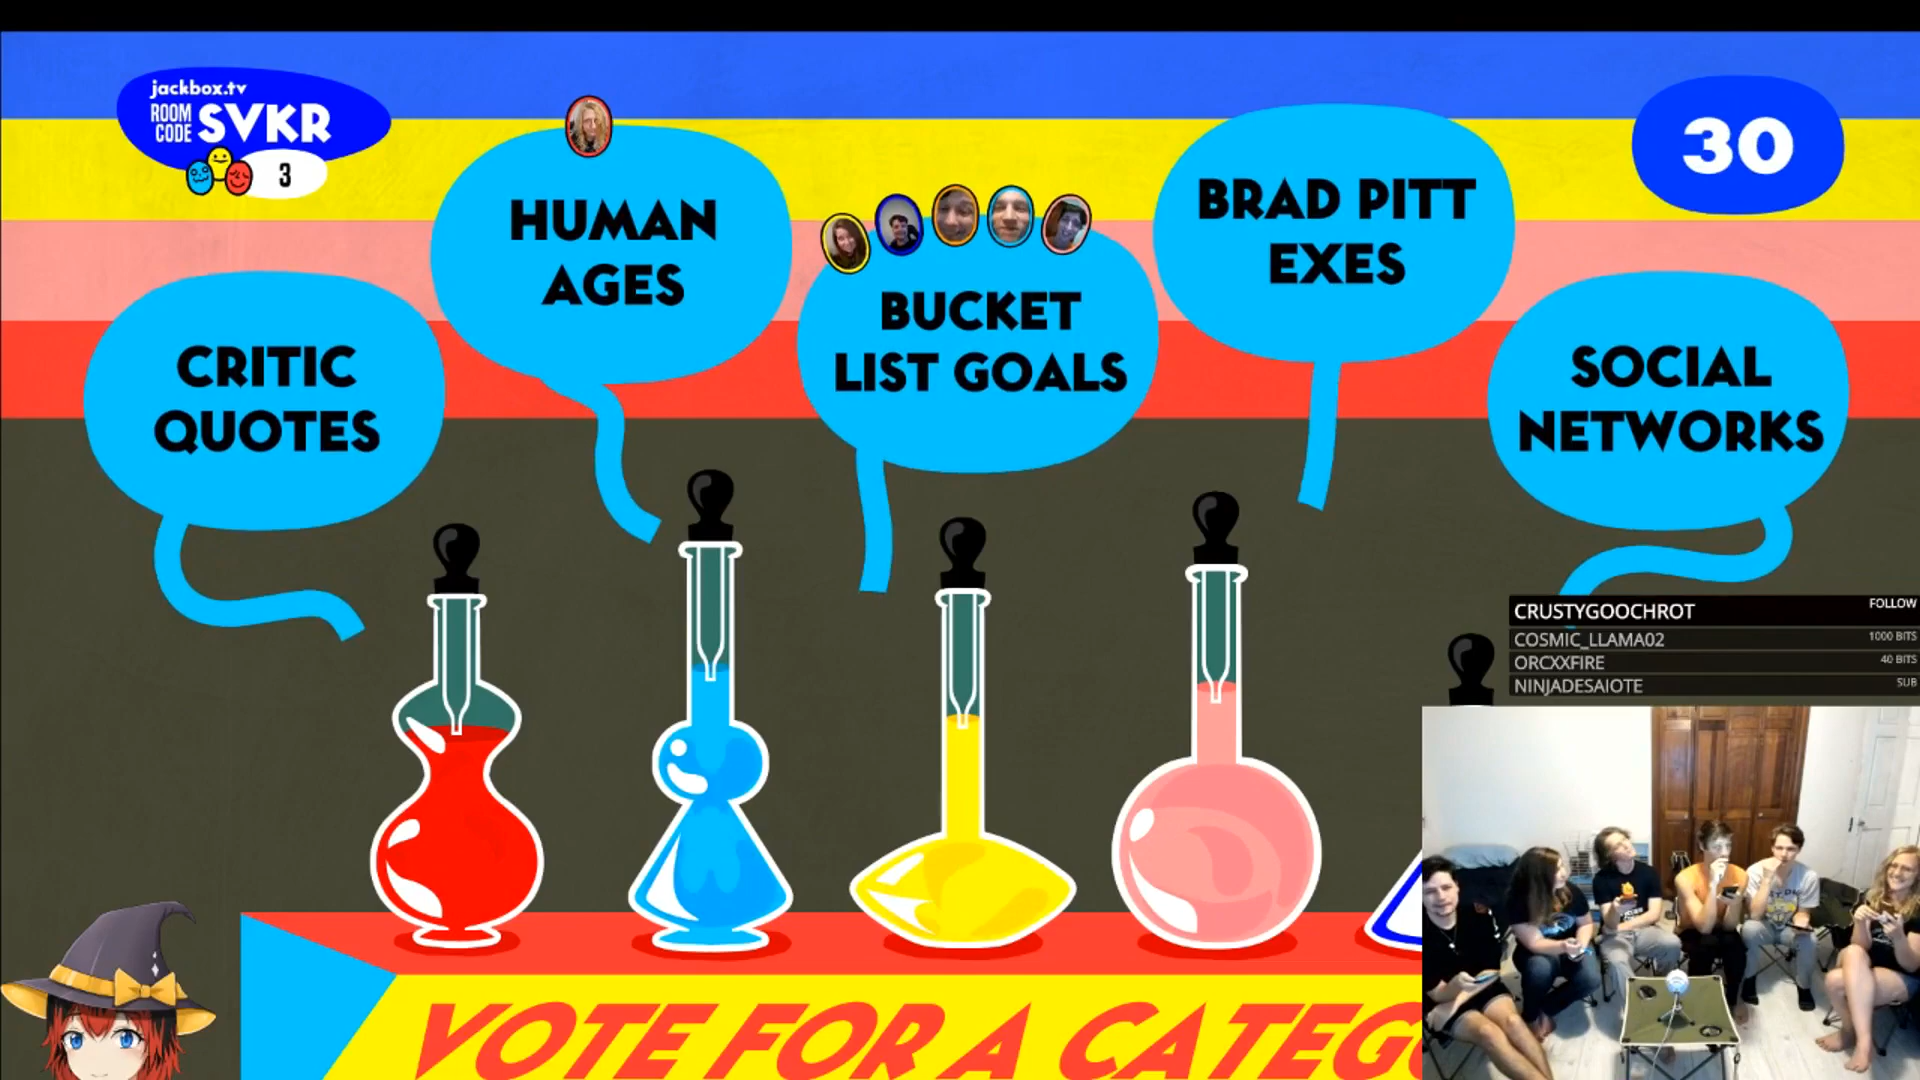 jackbox.tv
ROOM
CODE
SVKR
3
30
HUMAN
AGES
BRAD PITT
EXES
BUCKET
LIST GOALS
CRITIC
QUOTES
SOCIAL
NETWORKS
CRUSTYGOOCHROT FOLLOW
COSMIC_LLAMA02 1000 BITS
ORCXXFIRE 40 BITS
NINJADESAIOTE SUB
VOTE FOR A CATEG